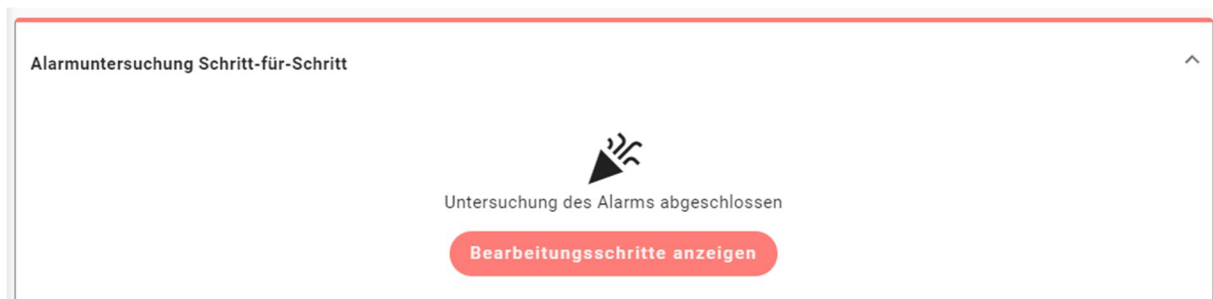 Alarmuntersuchung Schritt-für-Schritt
Untersuchung des Alarms abgeschlossen
Bearbeitungsschritte anzeigen